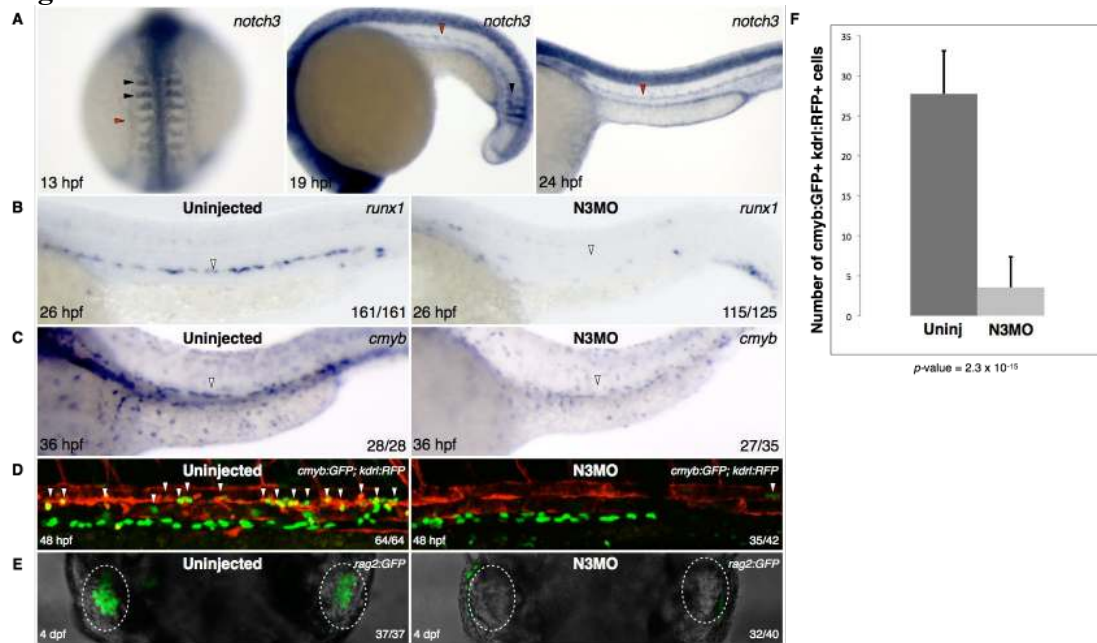 A
notch3
notch3
notch3
13 hpf
19 hpf
24 hpf
B
Uninjected
runx1
N3MO
runx1
26 hpf
161/161
26 hpf
115/125
C
Uninjected
cmyb
N3MO
cmyb
36 hpf
28/28
36 hpf
27/35
D
Uninjected
cmyb:GFP; kdrl:RFP
N3MO
cmyb:GFP; kdrl:RFP
48 hpf
64/64
48 hpf
35/42
E
Uninjected
rag2:GFP
N3MO
rag2:GFP
4 dpf
37/37
4 dpf
32/40
F
Number of cmyb:GFP+ kdrl:RFP+ cells
35
30
25
20
15
10
5
0
Uninj N3MO
p-value = 2.3 x 10⁻¹⁵